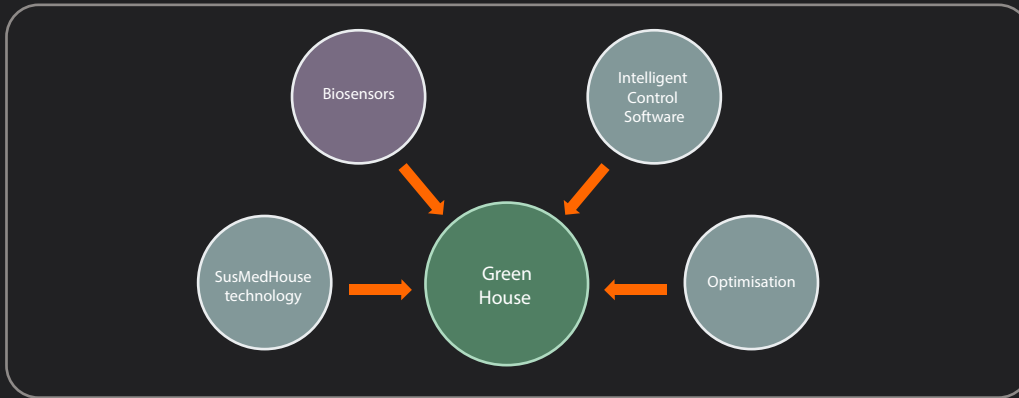 Biosensors
Intelligent
Control
Software
SusMedHouse
technology
Green
House
Optimisation